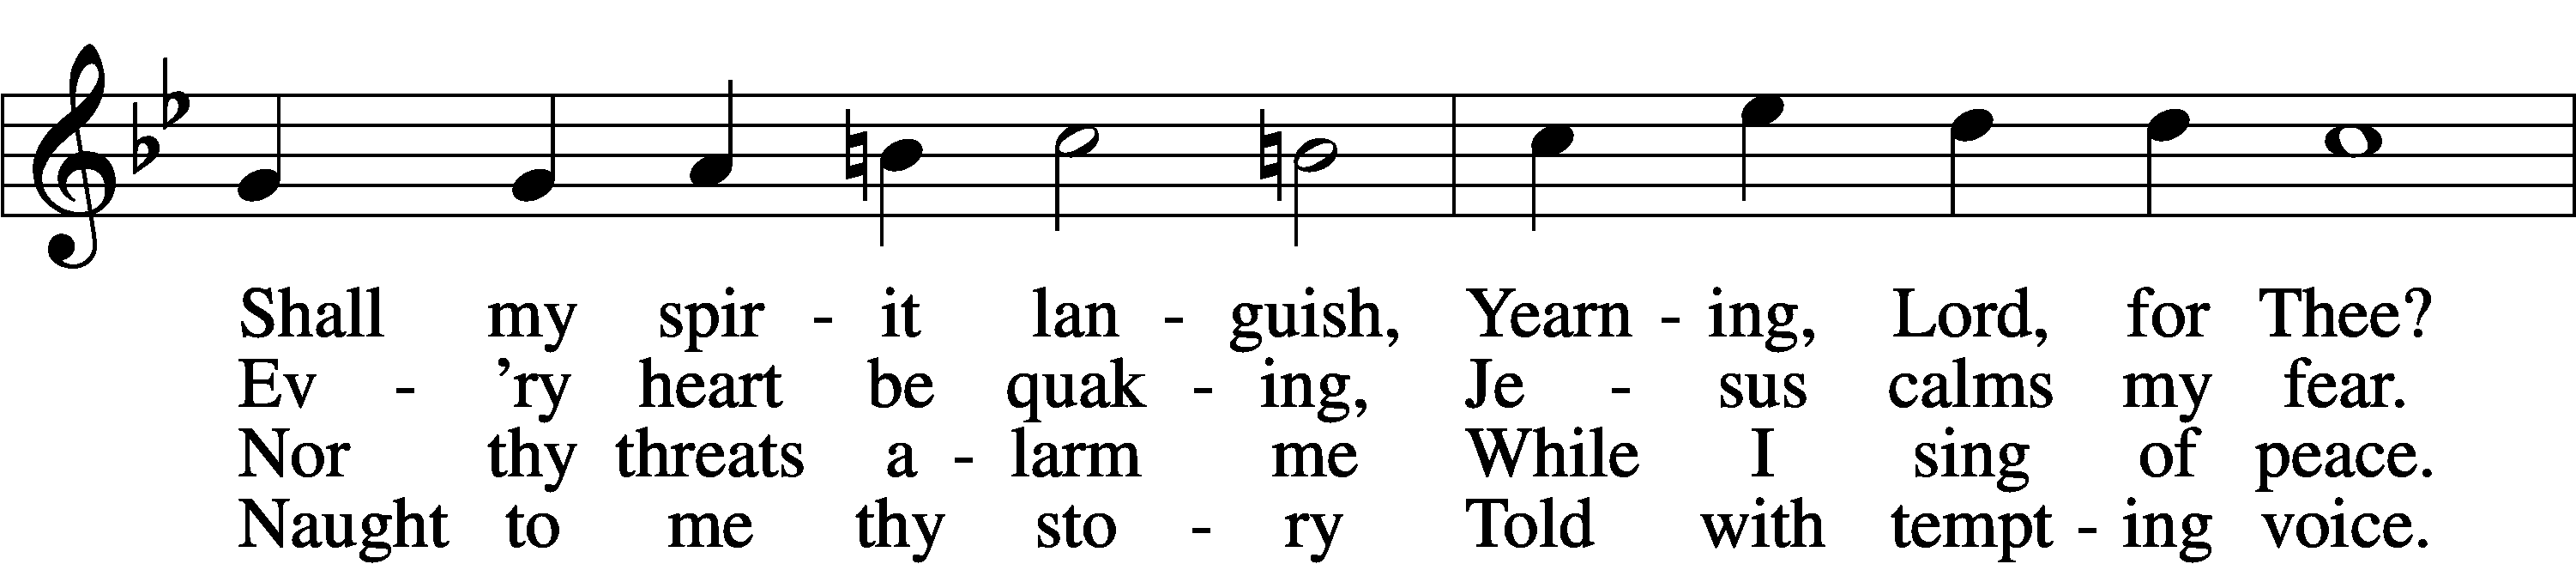 Shall my spir - it lan - guish, Yearn - ing, Lord, for Thee?
Ev - ’ry heart be quak - ing, Je - sus calms my fear.
Nor thy threats a - larm me While I sing of peace.
Naught to me thy sto - ry Told with tempt - ing voice.